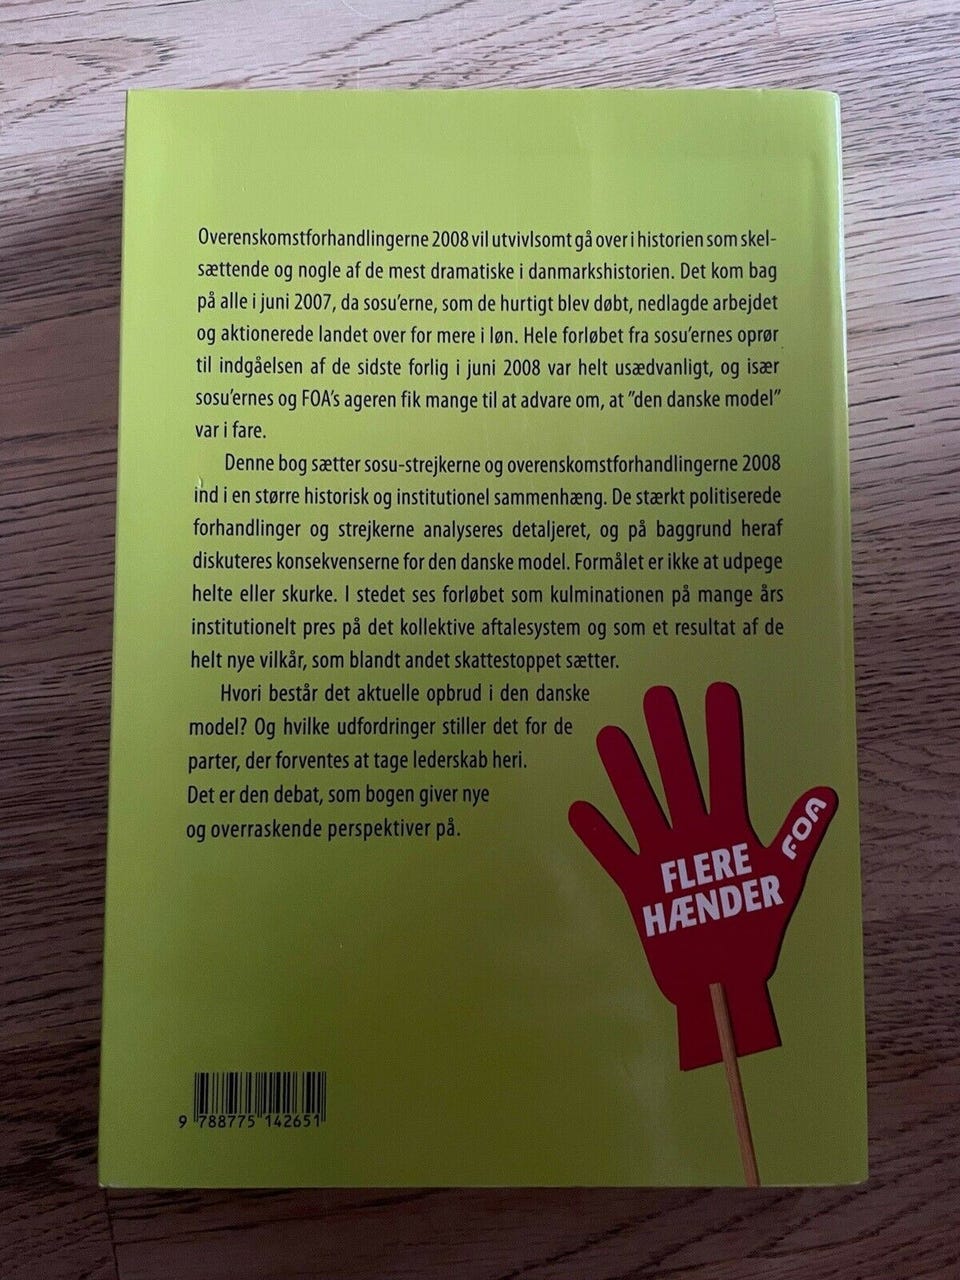 Overenskomstforhandlingerne 2008 vil utvivlsomt gå over i historien som skel-
sættende og nogle af de mest dramatiske i danmarkshistorien. Det kom bag
på alle i juni 2007, da sosu'erne, som de hurtigt blev døbt, nedlagde arbejdet
og aktionerede landet over for mere i løn. Hele forløbet fra sosu'ernes oprør
til indgåelsen af de sidste forlig i juni 2008 var helt usædvanligt, og især
sosu'ernes og FOA's ageren fik mange til at advare om, at "den danske model"
var i fare.
Denne bog sætter sosu-strejkerne og overenskomstforhandlingerne 2008
ind i en større historisk og institutionel sammenhæng. De stærkt politiserede
forhandlinger og strejkerne analyseres detaljeret, og på baggrund heraf
diskuteres konsekvenserne for den danske model. Formålet er ikke at udpege
helte eller skurke. I stedet ses forløbet som kulminationen på mange års
institutionelt pres på det kollektive aftalesystem og som et resultat af de
helt nye vilkår, som blandt andet skattestoppet sætter.
Hvori består det aktuelle opbrud i den danske
model? Og hvilke udfordringer stiller det for de
parter, der forventes at tage lederskab heri.
Det er den debat, som bogen giver nye
og overraskende perspektiver på.
FOA
FLERE
HÆNDER
9 788775 142651